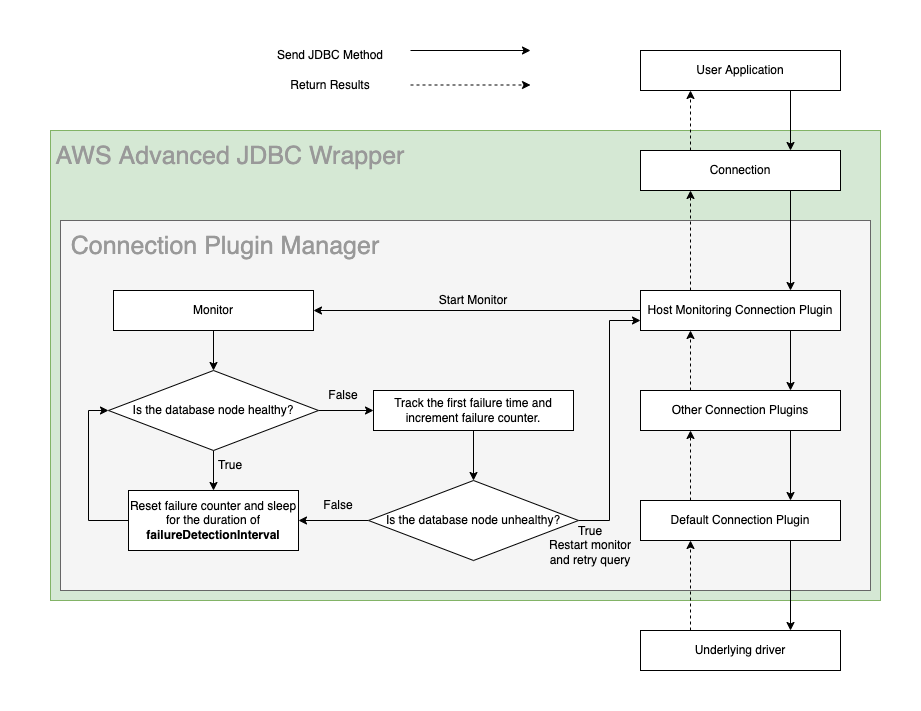 Send JDBC Method
Return Results
User Application
AWS Advanced JDBC Wrapper
Connection
Connection Plugin Manager
Monitor
Start Monitor
Host Monitoring Connection Plugin
Is the database node healthy?
False
Track the first failure time and
increment failure counter.
Other Connection Plugins
True
Reset failure counter and sleep
for the duration of
failureDetectionInterval
False
Is the database node unhealthy?
True
Restart monitor
and retry query
Default Connection Plugin
Underlying driver